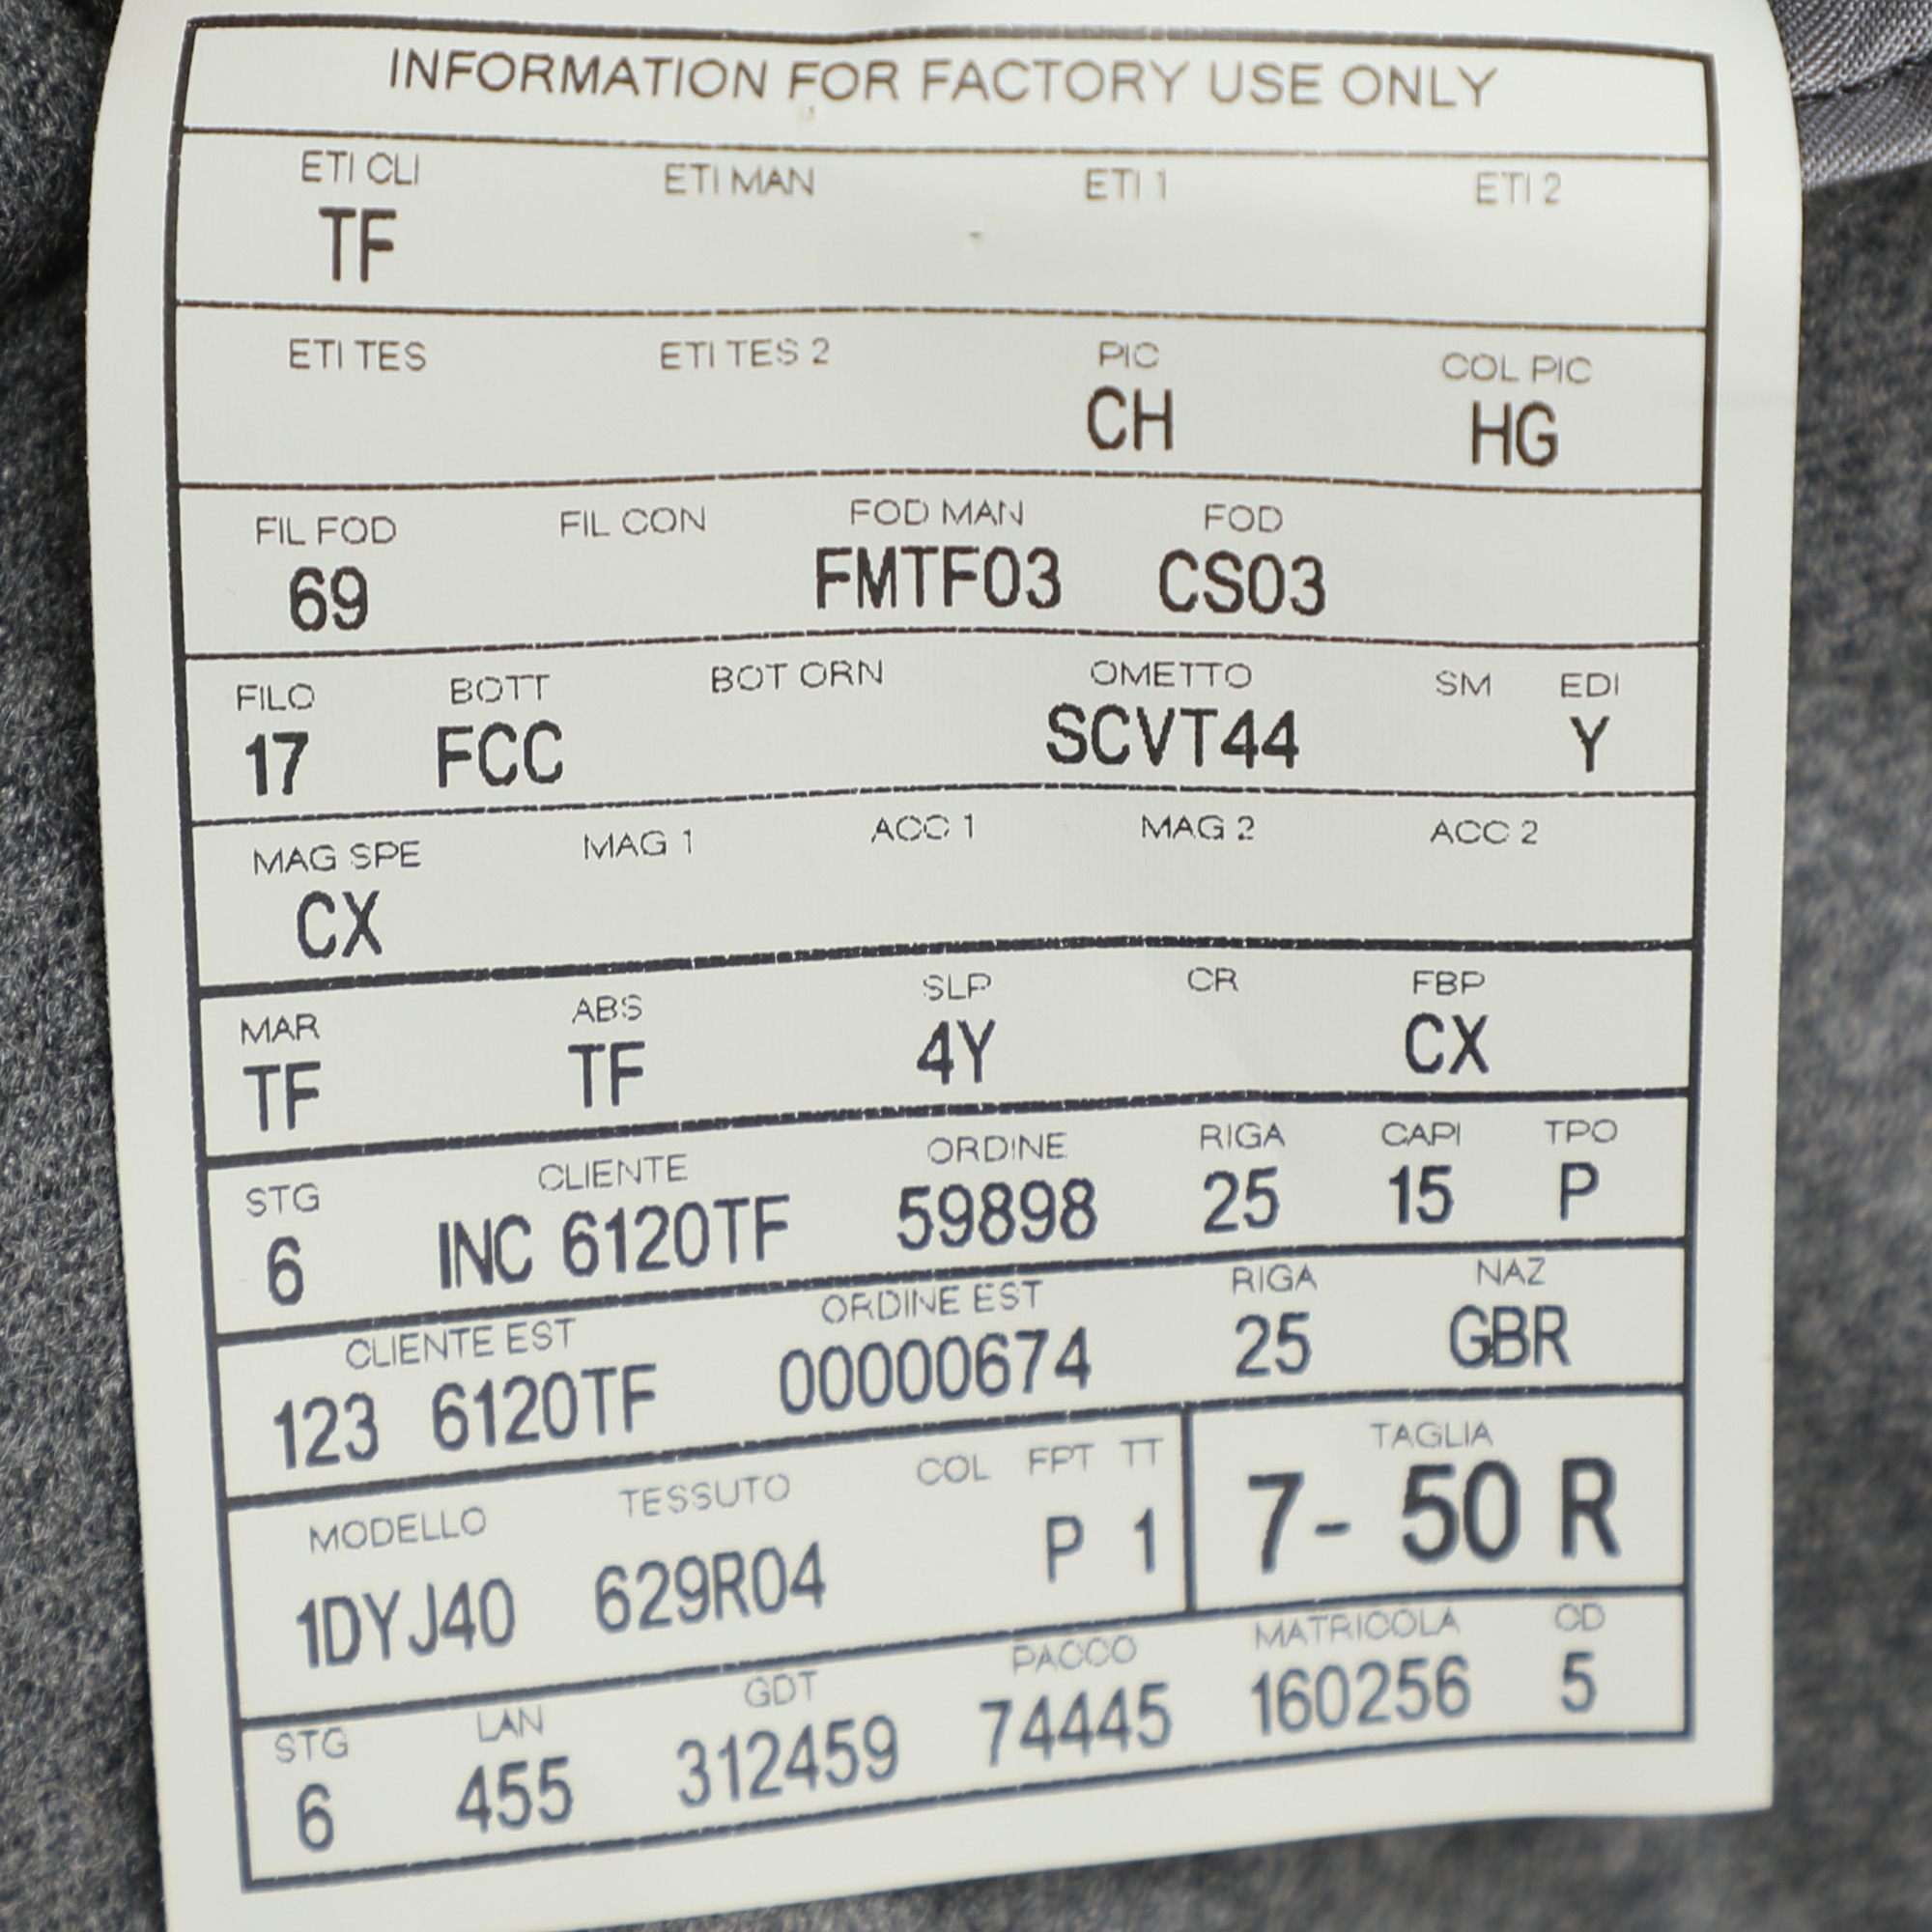 INFORMATION FOR FACTORY USE ONLY
ETI CLI ETI MAN ETI 1 ETI 2
TF
ETI TES ETI TES 2 PIC COL PIC
CH HG
FIL FOD FIL CON FOD MAN FOD
69 FMTF03 CS03
FILO BOTT BOT ORN OMETTO SM EDI
17 FCC SCVT44 Y
MAG SPE MAG 1 ACC 1 MAG 2 ACC 2
CX
MAR ABS SLP CR FBP
TF TF 4Y CX
STG CLIENTE ORDINE RIGA CAPI TPO
6 INC 6120TF 59898 25 15 P
CLIENTE EST ORDINE EST RIGA NAZ
123 6120TF 00000674 25 GBR
MODELLO TESSUTO COL FPT TT TAGLIA
1DYJ40 629R04 P 1 7- 50 R
STG LAN GDT PACCO MATRICOLA CD
6 455 312459 74445 160256 5